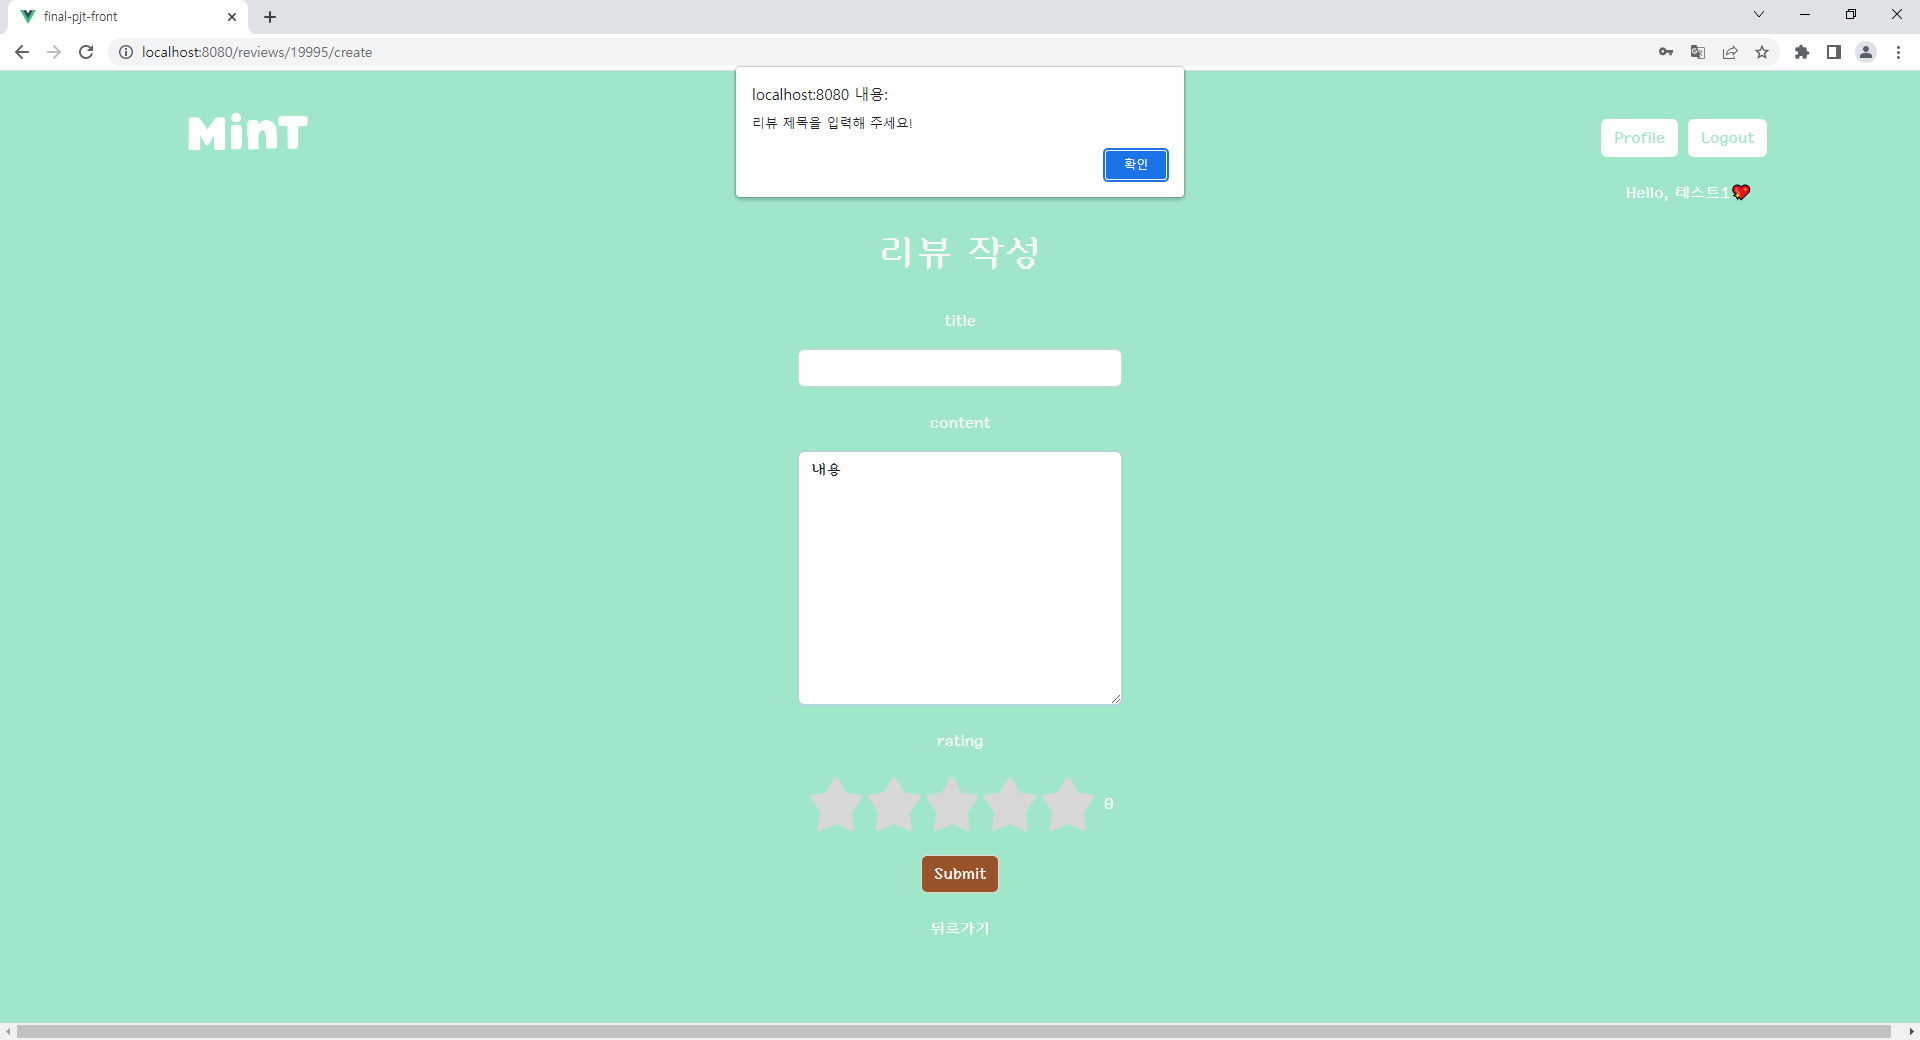 final-pjt-front
localhost:8080/reviews/19995/create
localhost:8080 내용:
리뷰 제목을 입력해 주세요!
확인
MinT
Profile
Logout
Hello, 테스트1
리뷰 작성
title
content
내용
rating
0
Submit
뒤로가기